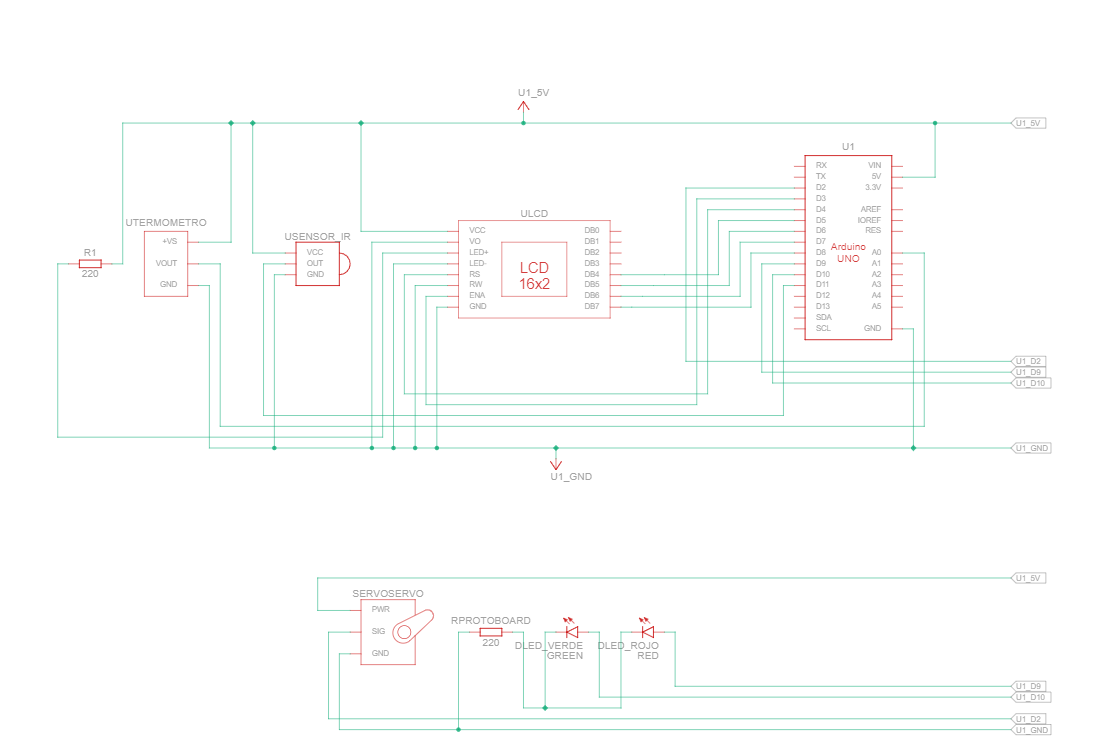 U1_5V
U1_5V
U1
RX
TX
D2
D3
D4
D5
D6
D7
D8
D9
D10
D11
D12
D13
SDA
SCL
VIN
5V
3.3V
AREF
IOREF
RES
A0
A1
A2
A3
A4
A5
GND
Arduino
UNO
UTERMOMETRO
+VS
VOUT
GND
R1
220
USENSOR_IR
VCC
OUT
GND
ULCD
VCC
VO
LED+
LED-
RS
RW
ENA
GND
LCD
16x2
DB0
DB1
DB2
DB3
DB4
DB5
DB6
DB7
U1_D2
U1_D9
U1_D10
U1_GND
U1_GND
U1_5V
SERVOSERVO
PWR
SIG
GND
RPROTOBOARD
220
DLED_VERDE
GREEN
DLED_ROJO
RED
U1_D9
U1_D10
U1_D2
U1_GND